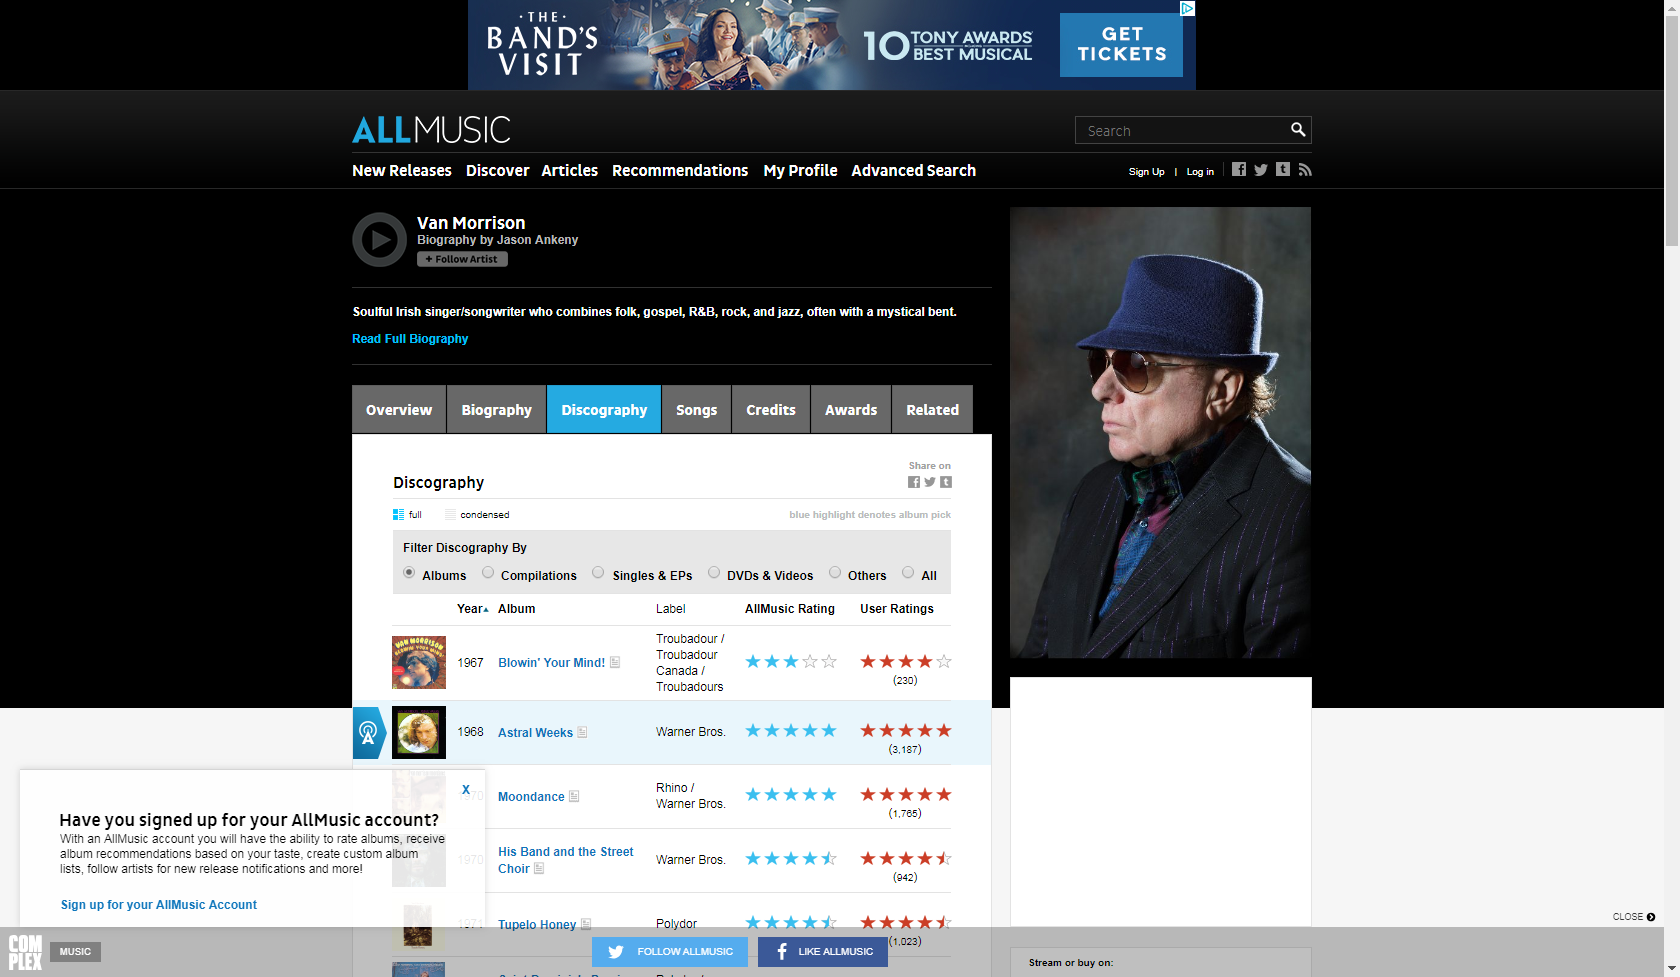 ·THE·
BAND'S
VISIT
10 TONY AWARDS
BEST MUSICAL
GET
TICKETS
ALLMUSIC
Search
New Releases Discover Articles Recommendations My Profile Advanced Search
Sign Up | Log in
Van Morrison
Biography by Jason Ankeny
+ Follow Artist
Soulful Irish singer/songwriter who combines folk, gospel, R&B, rock, and jazz, often with a mystical bent.
Read Full Biography
Overview Biography Discography Songs Credits Awards Related
Share on
Discography
full condensed blue highlight denotes album pick
Filter Discography By
Albums Compilations Singles & EPs DVDs & Videos Others All
Year Album Label AllMusic Rating User Ratings
VAN MORRISON
BLOWIN' YOUR MIND!
1967 Blowin' Your Mind! Troubadour / Troubadour Canada / Troubadours (230)
1968 Astral Weeks Warner Bros. (3,187)
1970 Moondance Rhino / Warner Bros. (1,765)
1970 His Band and the Street Choir Warner Bros. (942)
1971 Tupelo Honey Polydor (1,023)
X
Have you signed up for your AllMusic account?
With an AllMusic account you will have the ability to rate albums, receive
album recommendations based on your taste, create custom album
lists, follow artists for new release notifications and more!
Sign up for your AllMusic Account
CLOSE
COM
PLEX
MUSIC
FOLLOW ALLMUSIC
LIKE ALLMUSIC
Stream or buy on: